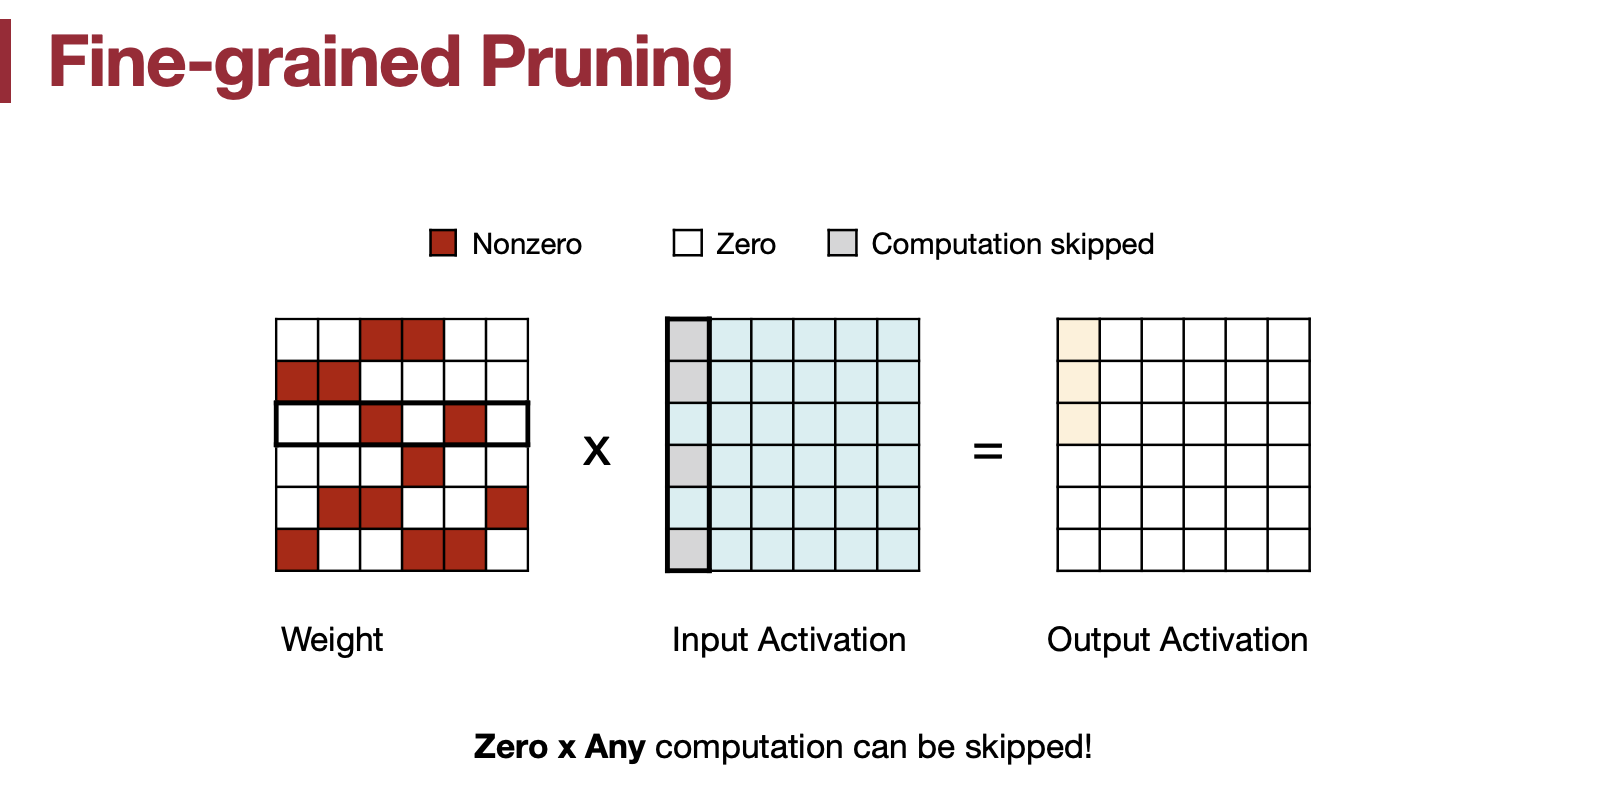 Fine-grained Pruning
Nonzero Zero Computation skipped
x =
Weight Input Activation Output Activation
Zero x Any computation can be skipped!